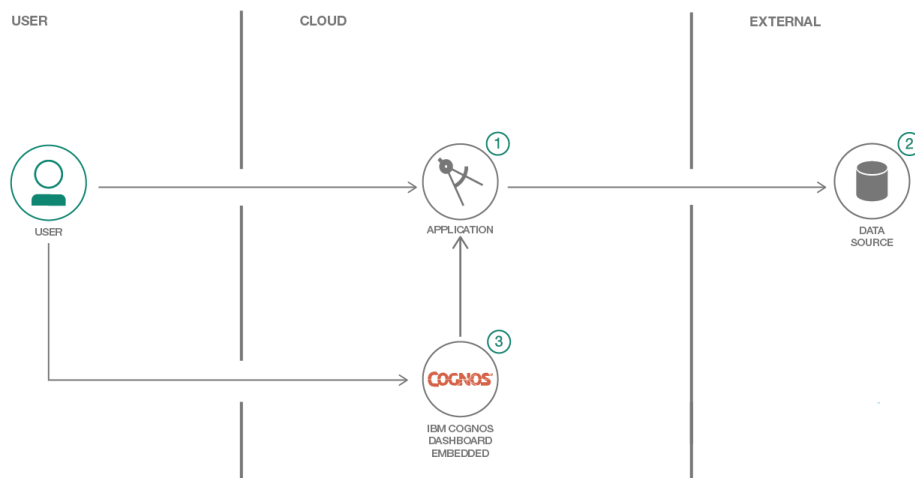 USER
CLOUD
EXTERNAL
1
2
USER
APPLICATION
DATA
SOURCE
3
COGNOS
IBM COGNOS
DASHBOARD
EMBEDDED